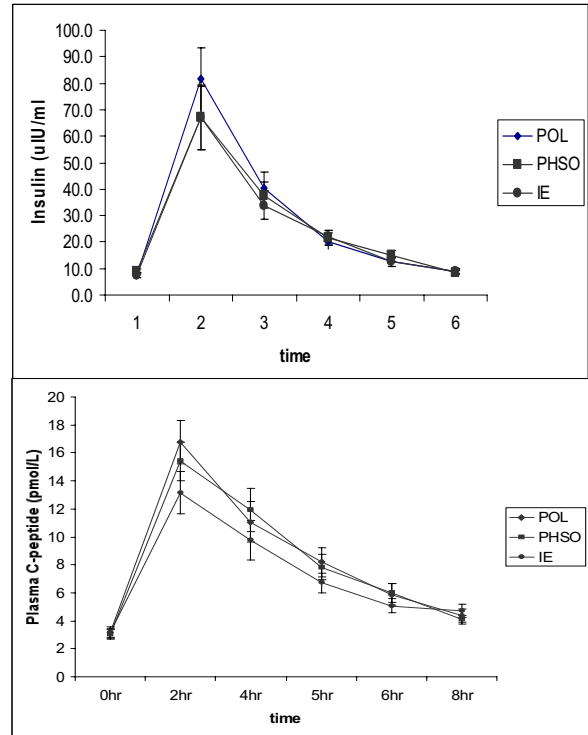 100.0
90.0
80.0
70.0
60.0
50.0
40.0
30.0
20.0
10.0
0.0
Insulin (uIU/ml)
1 2 3 4 5 6
time
POL
PHSO
IE
20
18
16
14
12
10
8
6
4
2
0
Plasma C-peptide (pmol/L)
0hr 2hr 4hr 5hr 6hr 8hr
time
POL
PHSO
IE